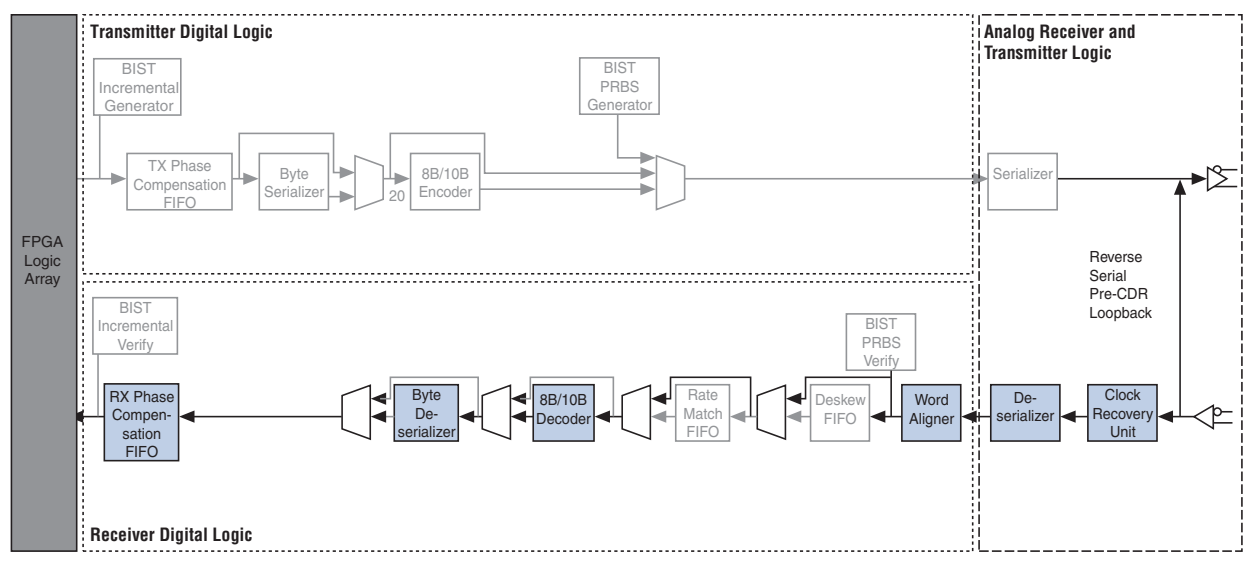 Transmitter Digital Logic
Analog Receiver and
Transmitter Logic
BIST
Incremental
Generator
BIST
PRBS
Generator
TX Phase
Compensation
FIFO
Byte
Serializer
20
8B/10B
Encoder
Serializer
FPGA
Logic
Array
Reverse
Serial
Pre-CDR
Loopback
BIST
Incremental
Verify
BIST
PRBS
Verify
RX Phase
Compen-
sation
FIFO
Byte
De-
serializer
8B/10B
Decoder
Rate
Match
FIFO
Deskew
FIFO
Word
Aligner
De-
serializer
Clock
Recovery
Unit
Receiver Digital Logic